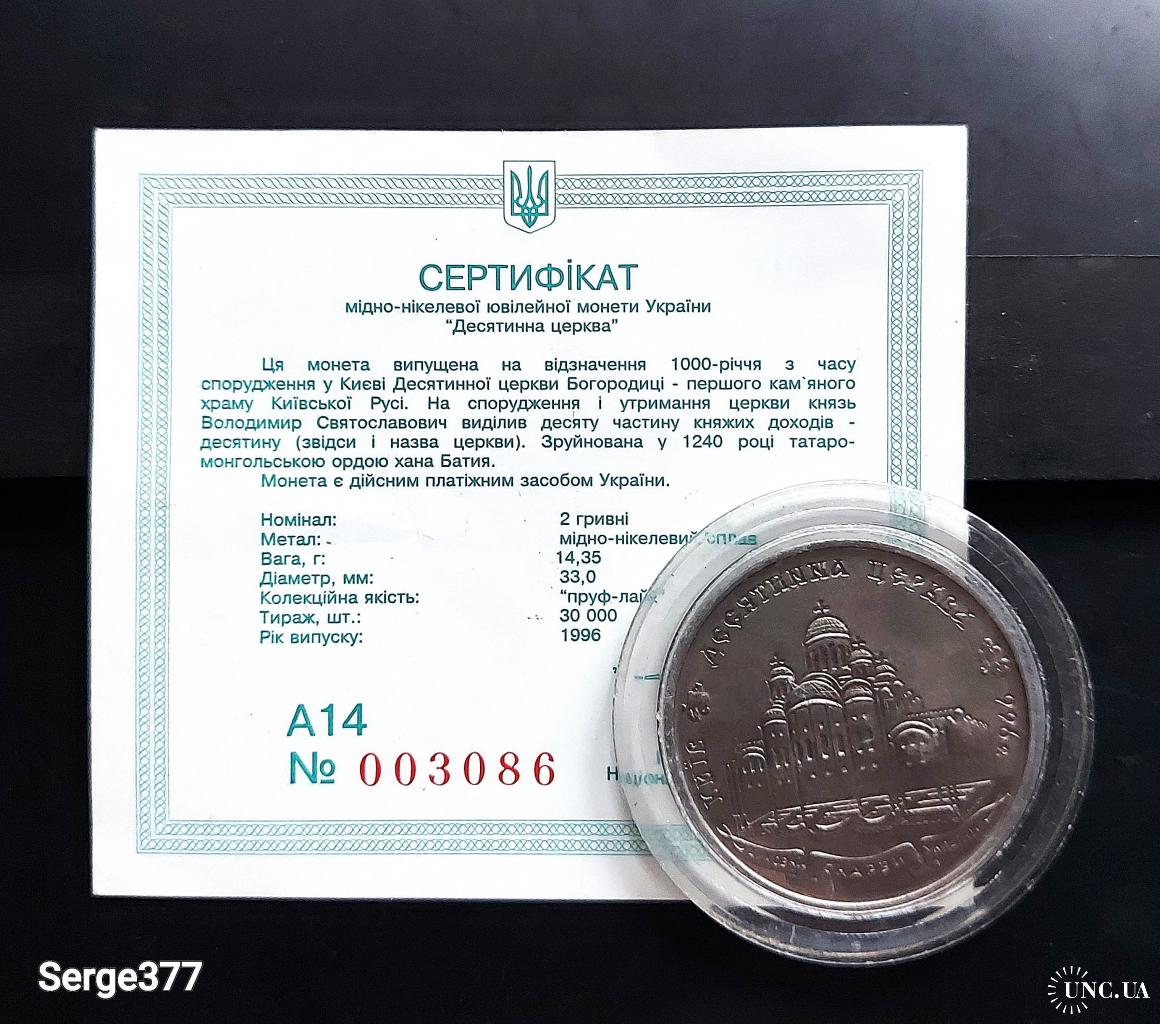 СЕРТИФІКАТ
мідно-нікелевої ювілейної монети України
"Десятинна церква"
Ця монета випущена на відзначення 1000-річчя з часу
спорудження у Києві Десятинної церкви Богородиці - першого кам`яного
храму Київської Русі. На спорудження і утримання церкви князь
Володимир Святославович виділив десяту частину княжих доходів -
десятину (звідси і назва церкви). Зруйнована у 1240 році татаро-
монгольською ордою хана Батия.
Монета є дійсним платіжним засобом України.
Номінал: 2 гривні
Метал: мідно-нікелевий сплав
Вага, г: 14,35
Діаметр, мм: 33,0
Колекційна якість: "пруф-лайк"
Тираж, шт.: 30 000
Рік випуску: 1996
А14
№ 003086
КИЇВ ДЕСЯТИННА ЦЕРКВА 996
Serge377
UNC.UA